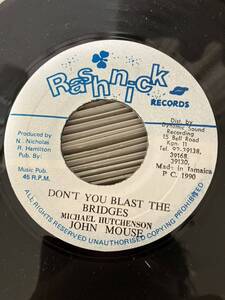 Rashnick
RECORDS
Dist. by
Dynamic Sound
Recording
15 Bell Road
Kgn. 11
Tel. 92-39138,
39168,
39130,
Made in Jamaica
P. C. 1990
Produced by
N. Nicholas
R. Hamilton
Pub. By:
Music Pub.
45 R.P.M.
DON'T YOU BLAST THE
BRIDGES
MICHAEL HUTCHENSON
JOHN MOUSE
ALL RIGHTS RESERVED. UNAUTHORISED COPYING PROHIBITED